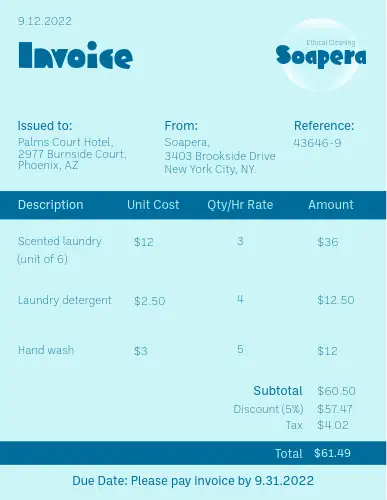 9.12.2022
Invoice
Ethical Cleaning
Soapera
Issued to:
Palms Court Hotel,
2977 Burnside Court,
Phoenix, AZ
From:
Soapera,
3403 Brookside Drive
New York City, NY.
Reference:
43646-9
Description Unit Cost Qty/Hr Rate Amount
Scented laundry $12 3 $36
(unit of 6)
Laundry detergent $2.50 4 $12.50
Hand wash $3 5 $12
Subtotal $60.50
Discount (5%) $57.47
Tax $4.02
Total $61.49
Due Date: Please pay invoice by 9.31.2022